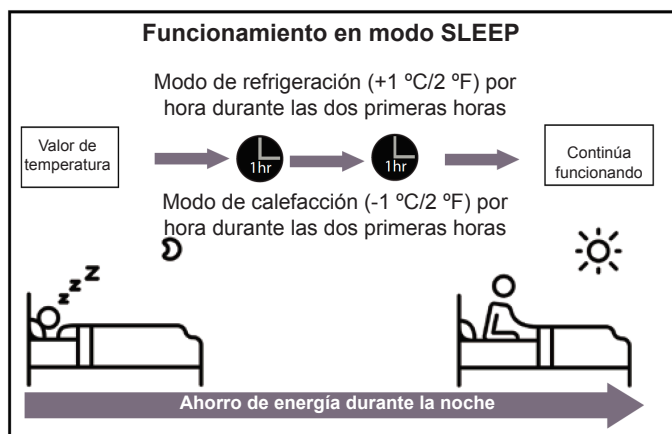 Funcionamiento en modo SLEEP
Modo de refrigeración (+1 ºC/2 ºF) por
hora durante las dos primeras horas
Valor de
temperatura
1hr
1hr
Continúa
funcionando
Modo de calefacción (-1 ºC/2 ºF) por
hora durante las dos primeras horas
z z z Z
Ahorro de energía durante la noche